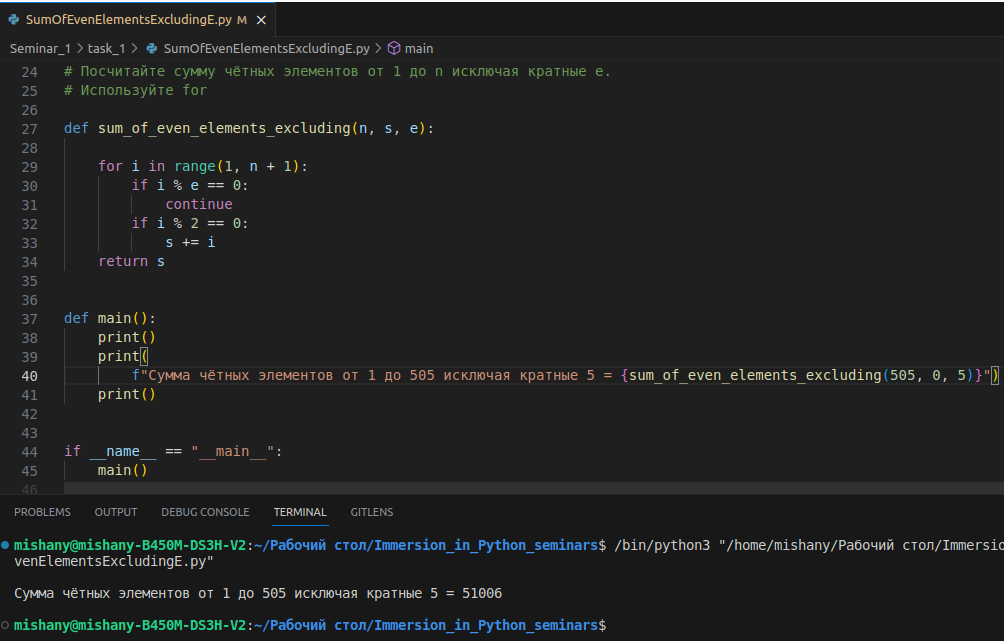 SumOfEvenElementsExcludingE.py M ×
Seminar_1 > task_1 > SumOfEvenElementsExcludingE.py > main
24 # Посчитайте сумму чётных элементов от 1 до n исключая кратные e.
25 # Используйте for
26
27 def sum_of_even_elements_excluding(n, s, e):
28
29 for i in range(1, n + 1):
30 if i % e == 0:
31 continue
32 if i % 2 == 0:
33 s += i
34 return s
35
36
37 def main():
38 print()
39 print(
40 f"Сумма чётных элементов от 1 до 505 исключая кратные 5 = {sum_of_even_elements_excluding(505, 0, 5)}")
41 print()
42
43
44 if __name__ == "__main__":
45 main()
46
PROBLEMS OUTPUT DEBUG CONSOLE TERMINAL GITLENS
mishany@mishany-B450M-DS3H-V2:~/Рабочий стол/Immersion_in_Python_seminars$ /bin/python3 "/home/mishany/Рабочий стол/Immersio
venElementsExcludingE.py"
Сумма чётных элементов от 1 до 505 исключая кратные 5 = 51006
mishany@mishany-B450M-DS3H-V2:~/Рабочий стол/Immersion_in_Python_seminars$